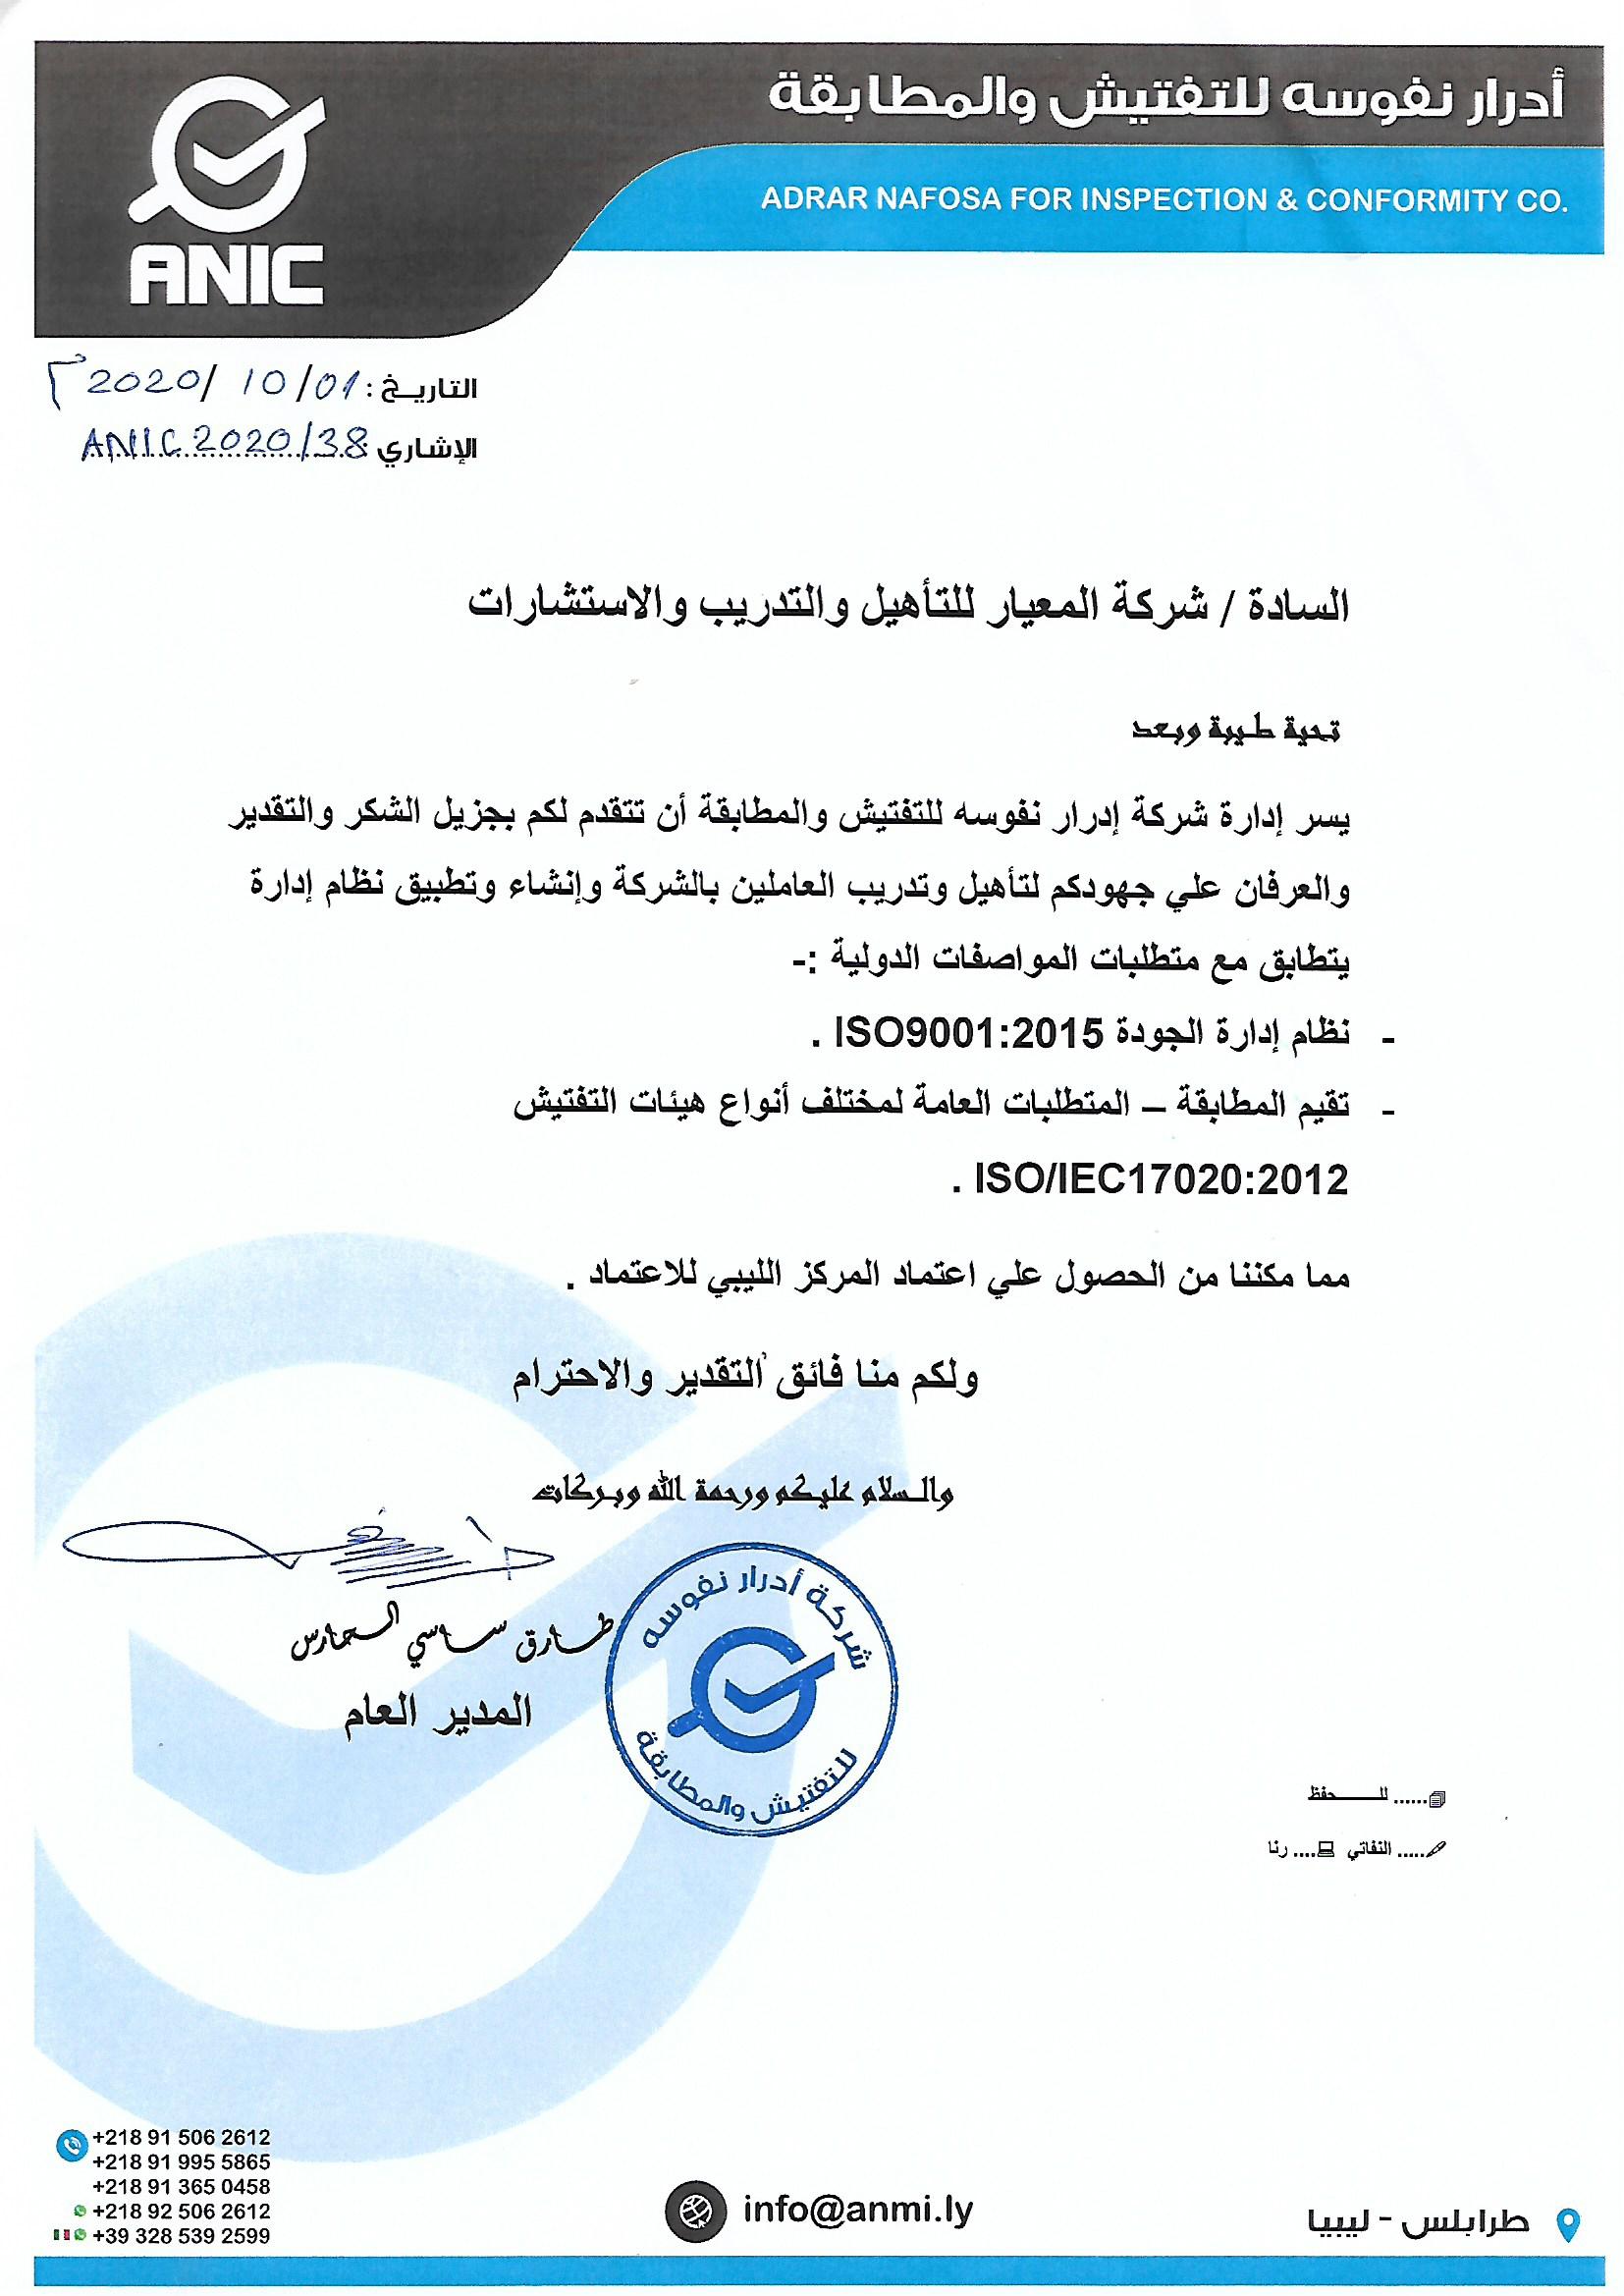 أدرار نفوسه للتفتيش والمطابقة
ADRAR NAFOSA FOR INSPECTION & CONFORMITY CO.
ANIC
التاريخ : 2020/ 10/01 م
الإشاري ANIC 2020/38
السادة / شركة المعيار للتأهيل والتدريب والاستشارات
تحية طيبة وبعد
يسر إدارة شركة إدرار نفوسه للتفتيش والمطابقة أن تتقدم لكم بجزيل الشكر والتقدير
والعرفان علي جهودكم لتأهيل وتدريب العاملين بالشركة وإنشاء وتطبيق نظام إدارة
يتطابق مع متطلبات المواصفات الدولية :-
- نظام إدارة الجودة ISO9001:2015 .
- تقيم المطابقة – المتطلبات العامة لمختلف أنواع هيئات التفتيش
ISO/IEC17020:2012 .
مما مكننا من الحصول علي اعتماد المركز الليبي للاعتماد .
ولكم منا فائق التقدير والاحترام
والسلام عليكم ورحمة الله وبركات
طارق ساسي الحارس
المدير العام
شركة أدرار نفوسه
للتفتيش والمطابقة
...... للحفظ
..... النفاتي .... رنا
+218 91 506 2612
+218 91 995 5865
+218 91 365 0458
+218 92 506 2612
+39 328 539 2599
info@anmi.ly
طرابلس - ليبيا